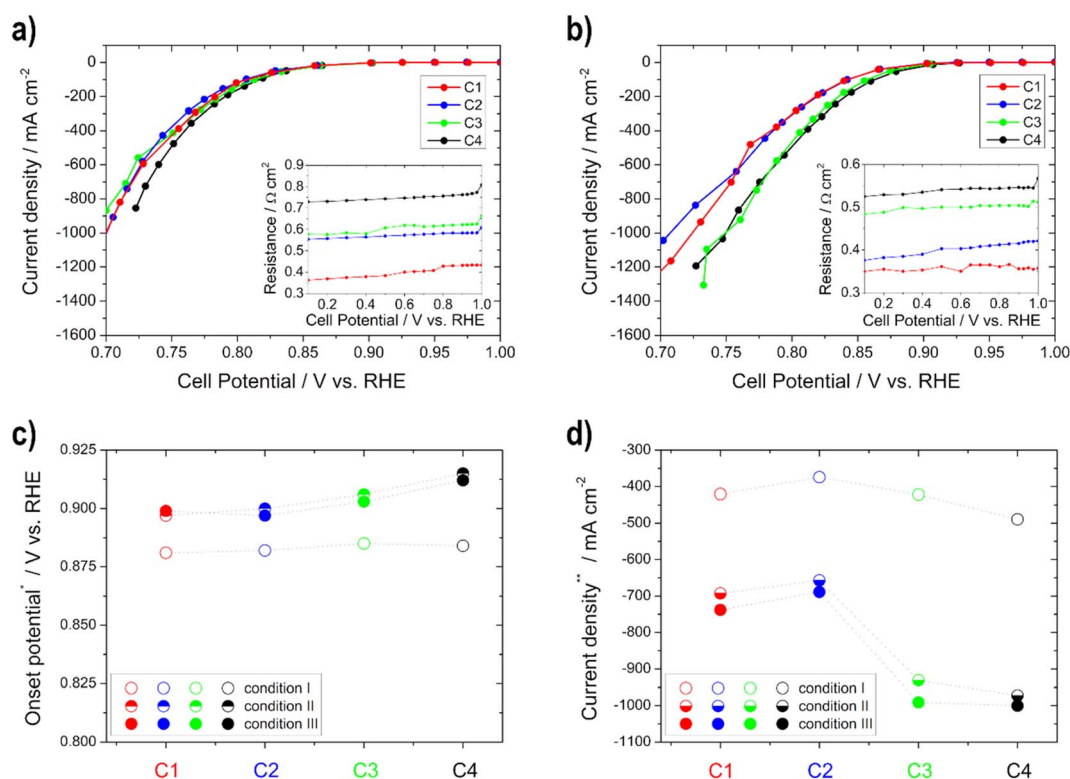 a)
0
-200
-400
-600
-800
-1000
-1200
-1400
-1600
Current density / mA cm⁻²
C1
C2
C3
C4
0.9
0.8
0.7
0.6
0.5
0.4
0.3
Resistance / Ω cm²
0.2 0.4 0.6 0.8 1.0
Cell Potential / V vs. RHE
0.70 0.75 0.80 0.85 0.90 0.95 1.00
Cell Potential / V vs. RHE
b)
0
-200
-400
-600
-800
-1000
-1200
-1400
-1600
Current density / mA cm⁻²
C1
C2
C3
C4
0.6
0.5
0.4
0.3
Resistance / Ω cm²
0.2 0.4 0.6 0.8 1.0
Cell Potential / V vs. RHE
0.70 0.75 0.80 0.85 0.90 0.95 1.00
Cell Potential / V vs. RHE
c)
0.925
0.900
0.875
0.850
0.825
0.800
Onset potential* / V vs. RHE
condition I
condition II
condition III
C1 C2 C3 C4
d)
-300
-400
-500
-600
-700
-800
-900
-1000
-1100
Current density** / mA cm⁻²
condition I
condition II
condition III
C1 C2 C3 C4